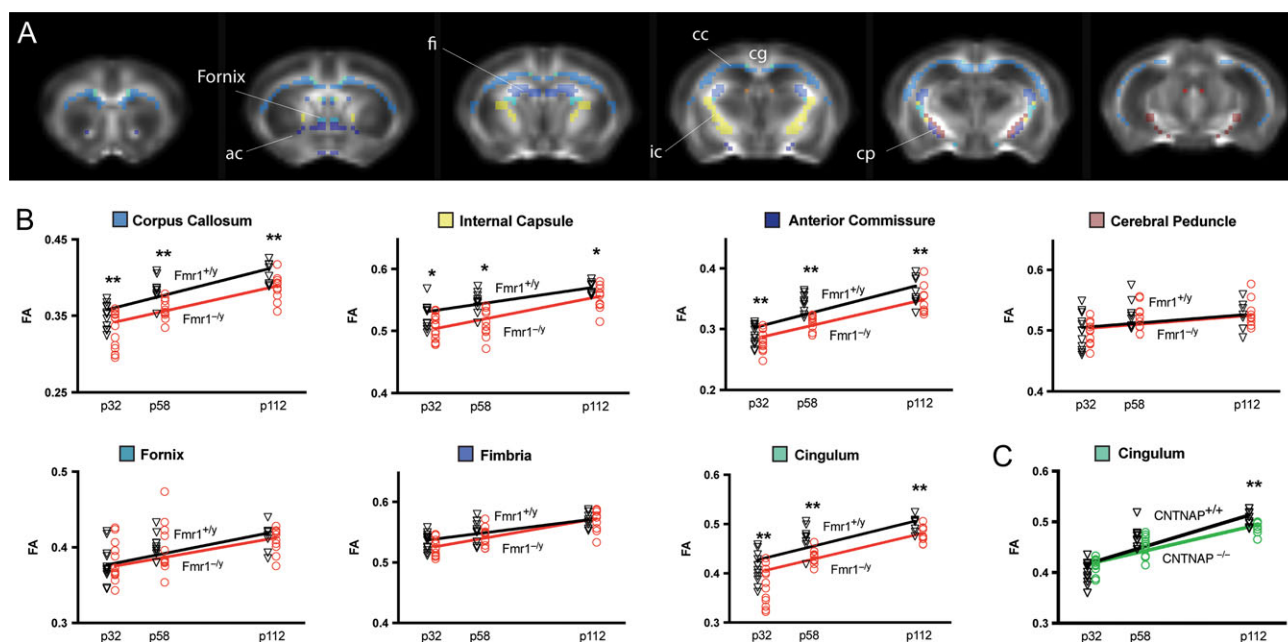 A
Fornix
ac
fi
cc
cg
ic
cp
B
Corpus Callosum
FA
0.45
0.35
0.25
**
**
**
Fmr1+/y
Fmr1–/y
p32
p58
p112
Internal Capsule
FA
0.6
0.5
0.4
*
*
*
Fmr1+/y
Fmr1–/y
p32
p58
p112
Anterior Commissure
FA
0.4
0.3
0.2
**
**
**
Fmr1+/y
Fmr1–/y
p32
p58
p112
Cerebral Peduncle
FA
0.6
0.5
0.4
Fmr1+/y
Fmr1–/y
p32
p58
p112
Fornix
FA
0.5
0.4
0.3
Fmr1+/y
Fmr1–/y
p32
p58
p112
Fimbria
FA
0.6
0.5
0.4
0.3
Fmr1+/y
Fmr1–/y
p32
p58
p112
Cingulum
FA
0.6
0.5
0.4
0.3
**
**
**
Fmr1+/y
Fmr1–/y
p32
p58
p112
C
Cingulum
FA
0.6
0.5
0.4
0.3
**
CNTNAP+/+
CNTNAP –/–
p32
p58
p112